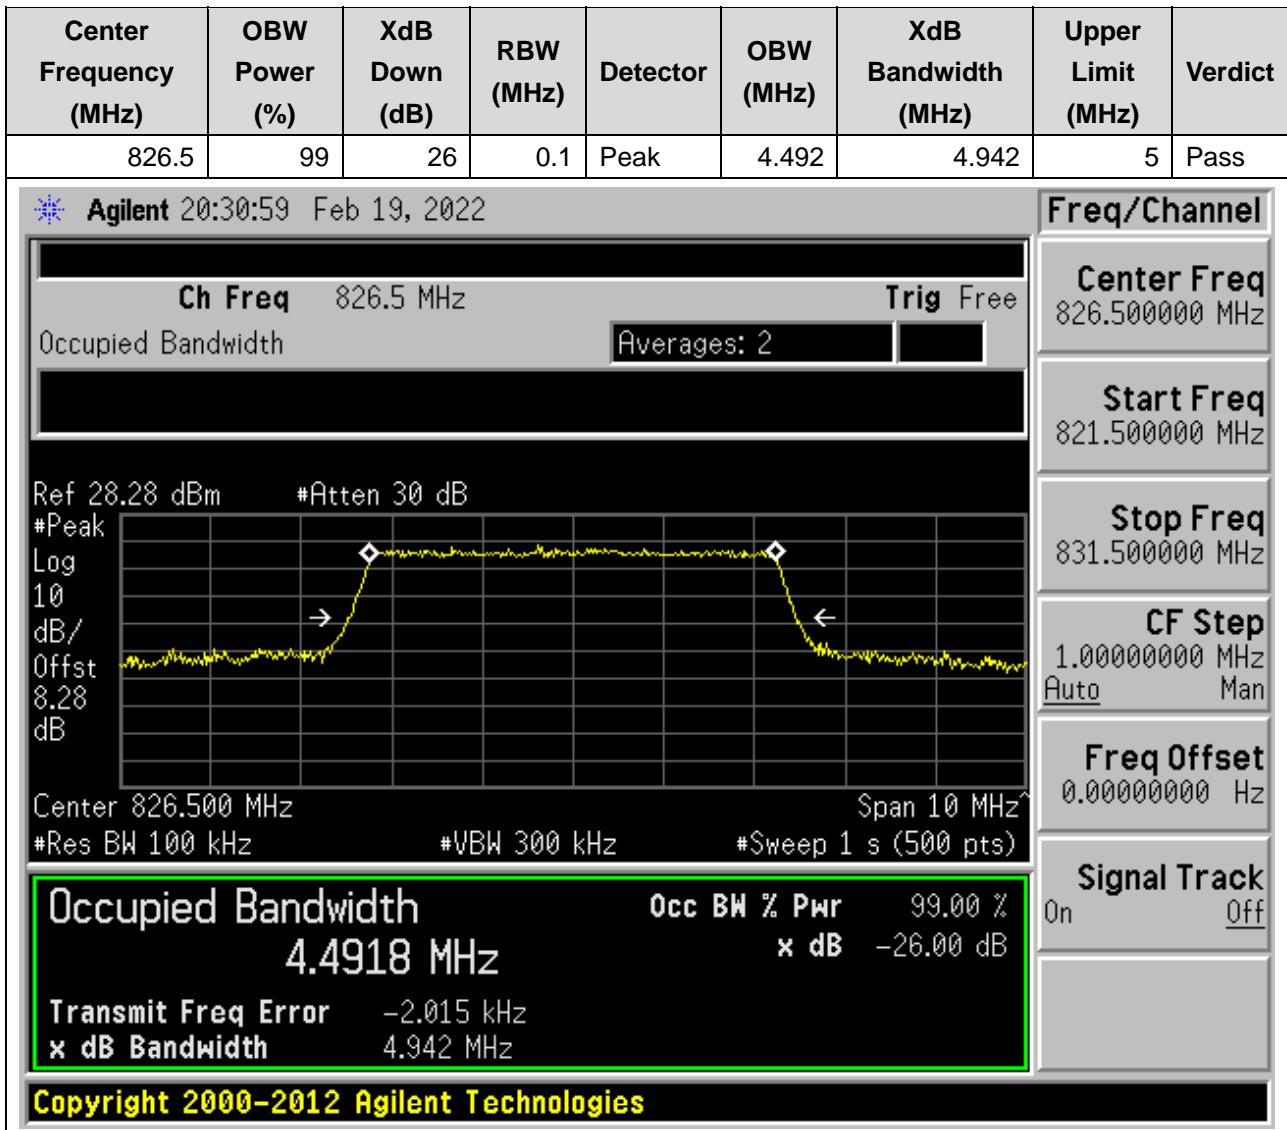 Center Frequency (MHz) OBW Power (%) XdB Down (dB) RBW (MHz) Detector OBW (MHz) XdB Bandwidth (MHz) Upper Limit (MHz) Verdict
826.5 99 26 0.1 Peak 4.492 4.942 5 Pass
Agilent 20:30:59 Feb 19, 2022
Ch Freq 826.5 MHz Trig Free
Occupied Bandwidth Averages: 2
Ref 28.28 dBm #Atten 30 dB
#Peak
Log
10
dB/
Offst
8.28
dB
Center 826.500 MHz Span 10 MHz^
#Res BW 100 kHz #VBW 300 kHz #Sweep 1 s (500 pts)
Occupied Bandwidth Occ BW % Pwr 99.00 %
4.4918 MHz x dB -26.00 dB
Transmit Freq Error -2.015 kHz
x dB Bandwidth 4.942 MHz
Copyright 2000-2012 Agilent Technologies
Freq/Channel
Center Freq
826.500000 MHz
Start Freq
821.500000 MHz
Stop Freq
831.500000 MHz
CF Step
1.00000000 MHz
Auto Man
Freq Offset
0.00000000 Hz
Signal Track
On Off